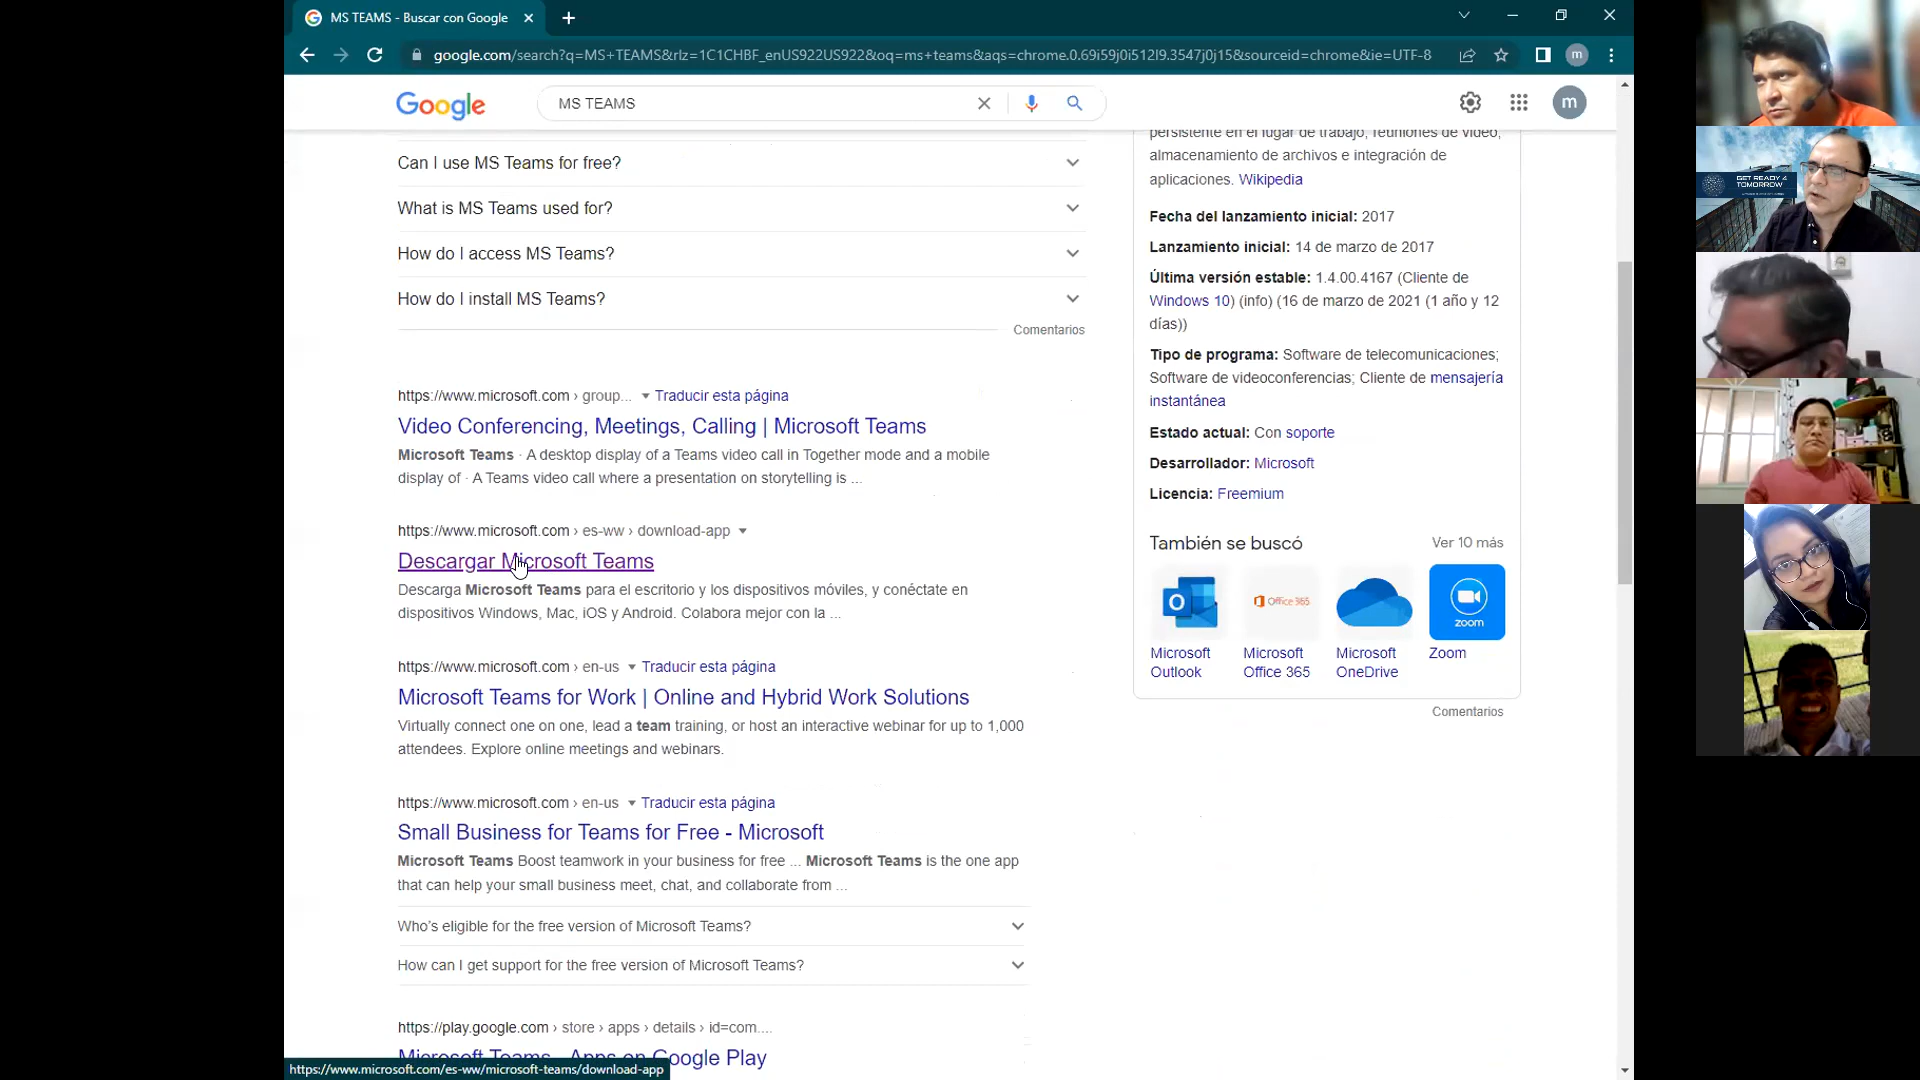 MS TEAMS - Buscar con Google
google.com/search?q=MS+TEAMS&rlz=1C1CHBF_enUS922US922&oq=ms+teams&aqs=chrome.0.69i59j0i512l9.3547j0j15&sourceid=chrome&ie=UTF-8
m
Google
MS TEAMS
m
Can I use MS Teams for free?
What is MS Teams used for?
How do I access MS Teams?
How do I install MS Teams?
Comentarios
https://www.microsoft.com › group... Traducir esta página
Video Conferencing, Meetings, Calling | Microsoft Teams
Microsoft Teams · A desktop display of a Teams video call in Together mode and a mobile
display of · A Teams video call where a presentation on storytelling is ...
https://www.microsoft.com › es-ww › download-app
Descargar Microsoft Teams
Descarga Microsoft Teams para el escritorio y los dispositivos móviles, y conéctate en
dispositivos Windows, Mac, iOS y Android. Colabora mejor con la ...
https://www.microsoft.com › en-us Traducir esta página
Microsoft Teams for Work | Online and Hybrid Work Solutions
Virtually connect one on one, lead a team training, or host an interactive webinar for up to 1,000
attendees. Explore online meetings and webinars.
https://www.microsoft.com › en-us Traducir esta página
Small Business for Teams for Free - Microsoft
Microsoft Teams Boost teamwork in your business for free ... Microsoft Teams is the one app
that can help your small business meet, chat, and collaborate from ...
Who's eligible for the free version of Microsoft Teams?
How can I get support for the free version of Microsoft Teams?
https://play.google.com › store › apps › details › id=com....
Microsoft Teams - Apps on Google Play
https://www.microsoft.com/es-ww/microsoft-teams/download-app
persistente en el lugar de trabajo, reuniones de video,
almacenamiento de archivos e integración de
aplicaciones. Wikipedia
Fecha del lanzamiento inicial: 2017
Lanzamiento inicial: 14 de marzo de 2017
Última versión estable: 1.4.00.4167 (Cliente de
Windows 10) (info) (16 de marzo de 2021 (1 año y 12
días))
Tipo de programa: Software de telecomunicaciones;
Software de videoconferencias; Cliente de mensajería
instantánea
Estado actual: Con soporte
Desarrollador: Microsoft
Licencia: Freemium
También se buscó
Ver 10 más
Office 365
zoom
Microsoft
Outlook
Microsoft
Office 365
Microsoft
OneDrive
Zoom
Comentarios
GET READY 4
TOMORROW